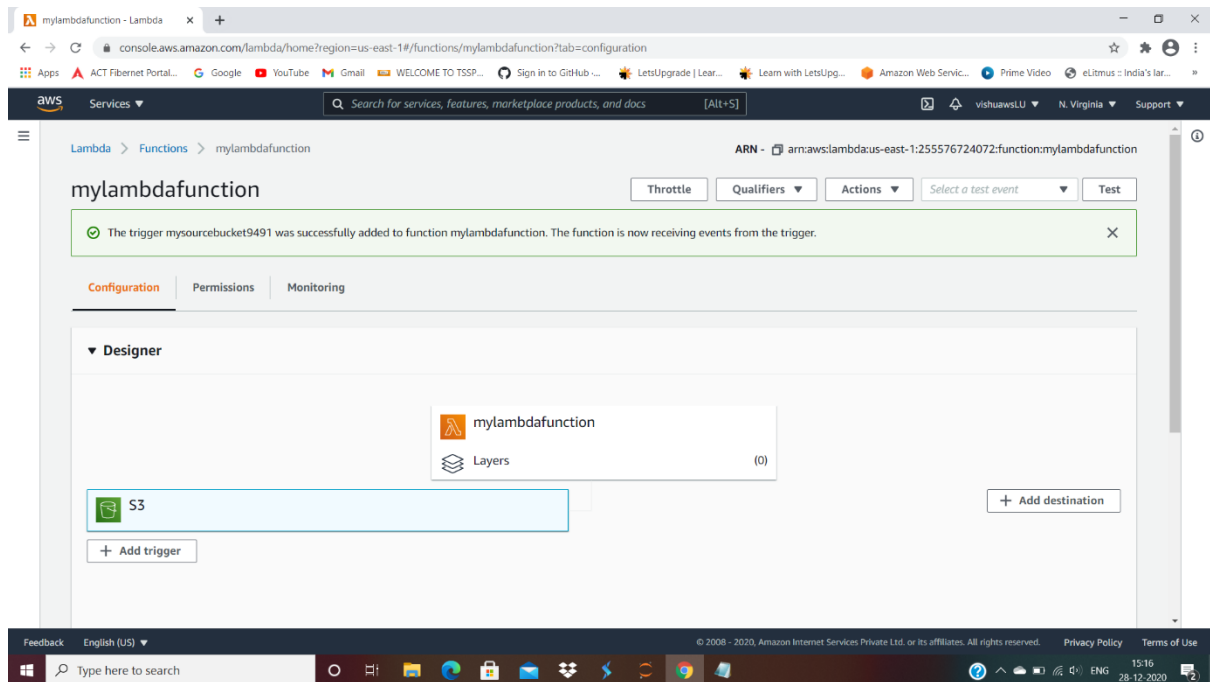 mylambdafunction - Lambda
console.aws.amazon.com/lambda/home?region=us-east-1#/functions/mylambdafunction?tab=configuration
Apps ACT Fibernet Portal... Google YouTube Gmail WELCOME TO TSSP... Sign in to GitHub ·... LetsUpgrade | Lear... Learn with LetsUpg... Amazon Web Servic... Prime Video eLitmus :: India's lar... »
aws Services ▼ Search for services, features, marketplace products, and docs [Alt+S] vishuawsLU ▼ N. Virginia ▼ Support ▼
Lambda > Functions > mylambdafunction ARN - arn:aws:lambda:us-east-1:255576724072:function:mylambdafunction
mylambdafunction Throttle Qualifiers ▼ Actions ▼ Select a test event ▼ Test
The trigger mysourcebucket9491 was successfully added to function mylambdafunction. The function is now receiving events from the trigger.
Configuration Permissions Monitoring
▼ Designer
mylambdafunction
Layers (0)
S3
+ Add destination
+ Add trigger
Feedback English (US) ▼ © 2008 - 2020, Amazon Internet Services Private Ltd. or its affiliates. All rights reserved. Privacy Policy Terms of Use
Type here to search ENG 15:16
28-12-2020 2